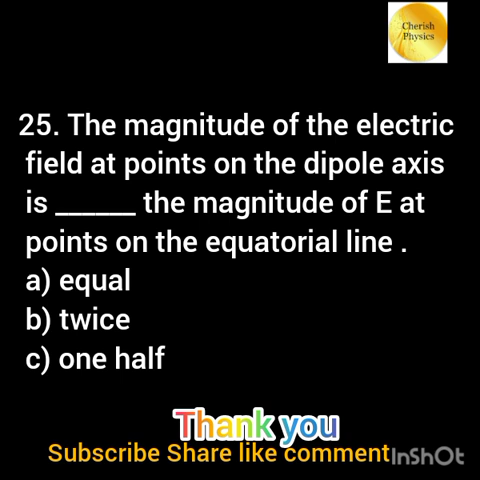 Cherish
Physics
25. The magnitude of the electric
field at points on the dipole axis
is ______ the magnitude of E at
points on the equatorial line .
a) equal
b) twice
c) one half
Thank you
Subscribe Share like comment
InShOt